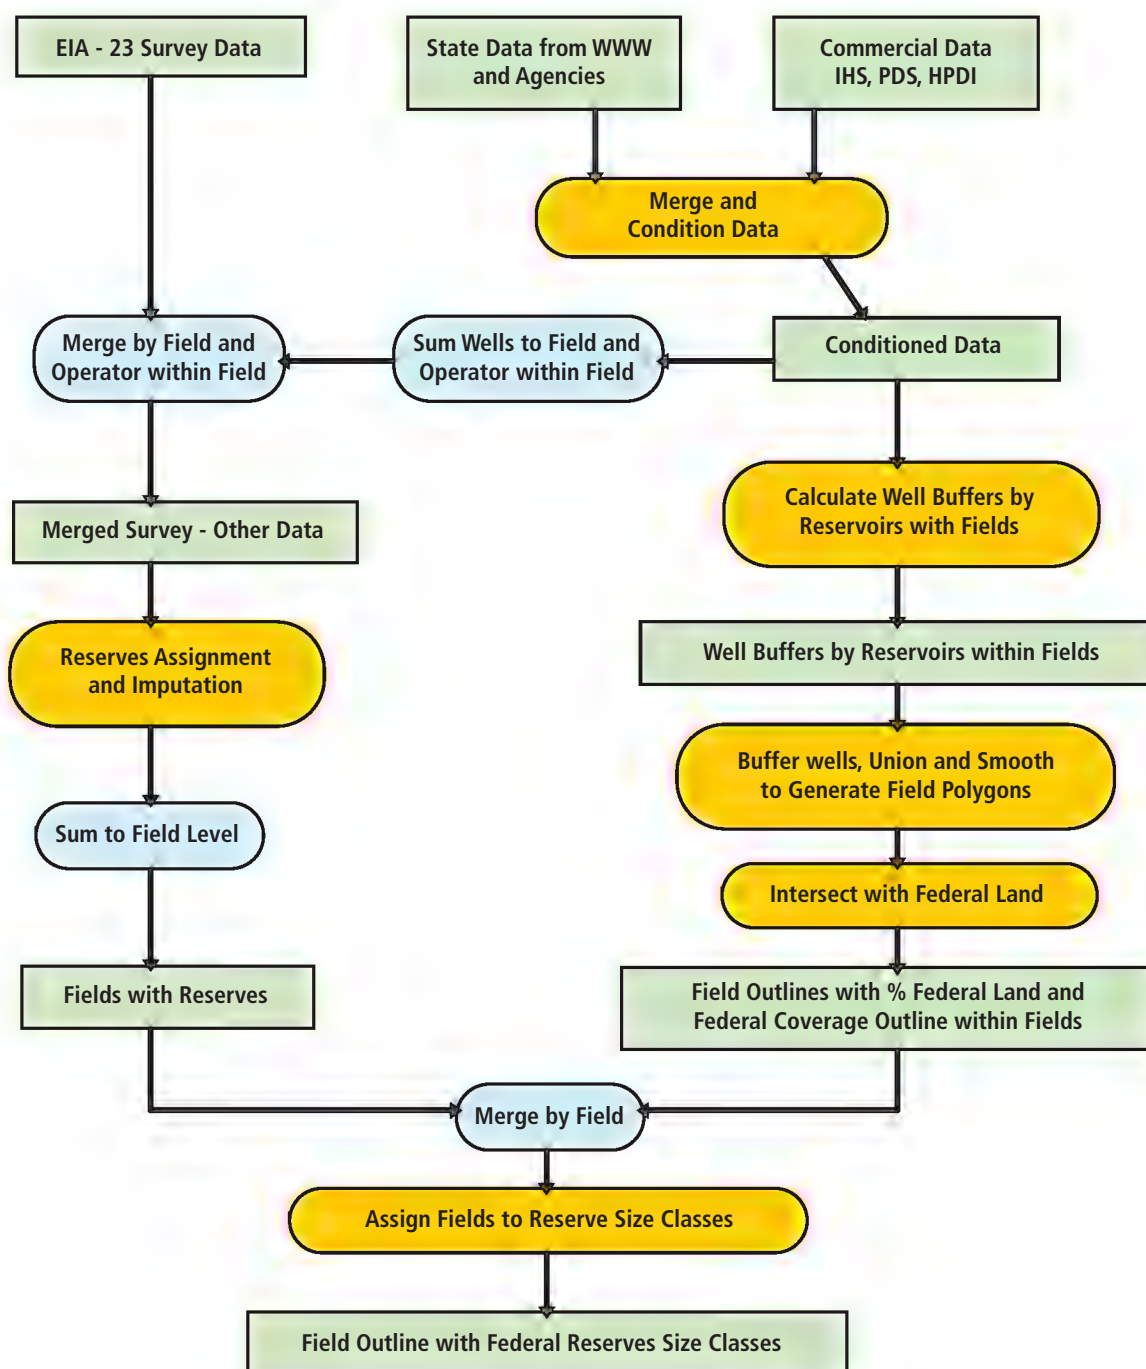 EIA - 23 Survey Data
State Data from WWW
and Agencies
Commercial Data
IHS, PDS, HPDI
Merge and
Condition Data
Merge by Field and
Operator within Field
Sum Wells to Field and
Operator within Field
Conditioned Data
Calculate Well Buffers by
Reservoirs with Fields
Merged Survey - Other Data
Reserves Assignment
and Imputation
Well Buffers by Reservoirs within Fields
Buffer wells, Union and Smooth
to Generate Field Polygons
Sum to Field Level
Intersect with Federal Land
Fields with Reserves
Field Outlines with % Federal Land and
Federal Coverage Outline within Fields
Merge by Field
Assign Fields to Reserve Size Classes
Field Outline with Federal Reserves Size Classes